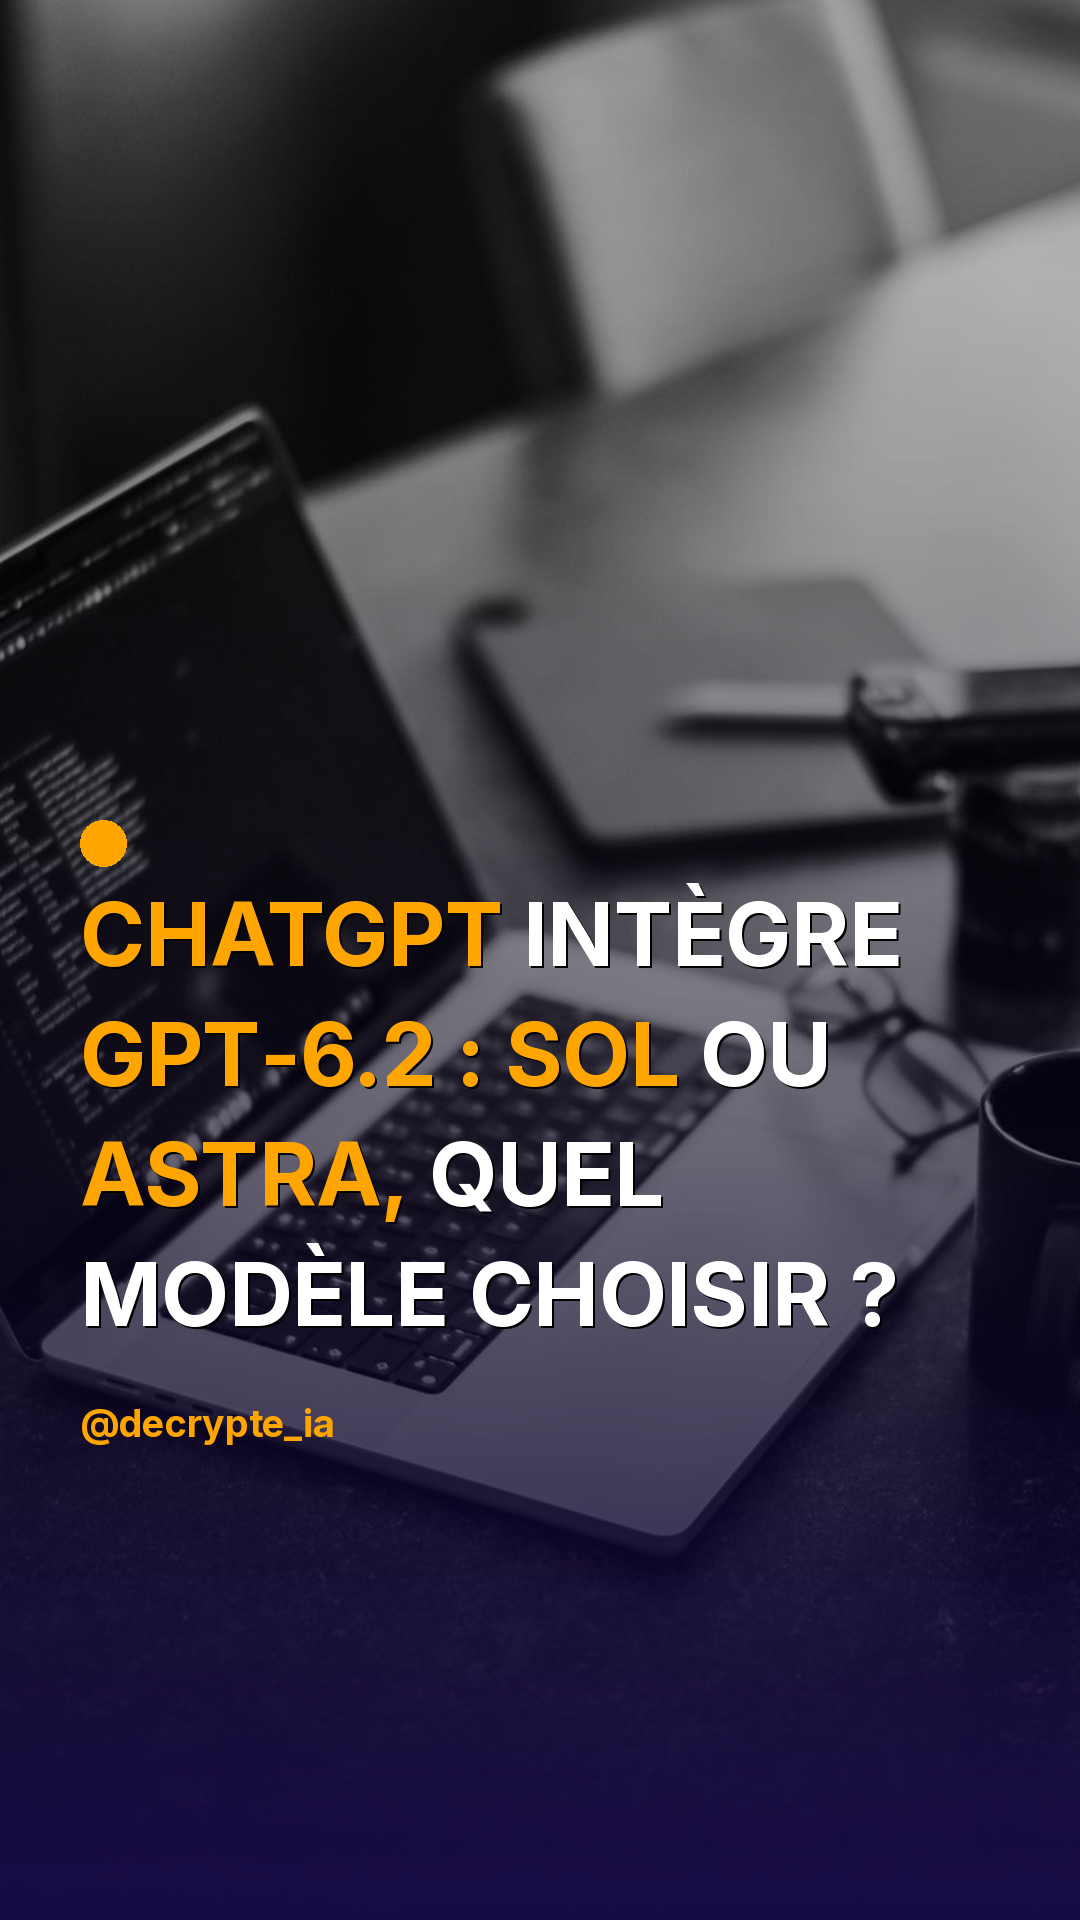 CHATGPT INTÈGRE
GPT-6.2 : SOL OU
ASTRA, QUEL
MODÈLE CHOISIR ?
@decrypte_ia